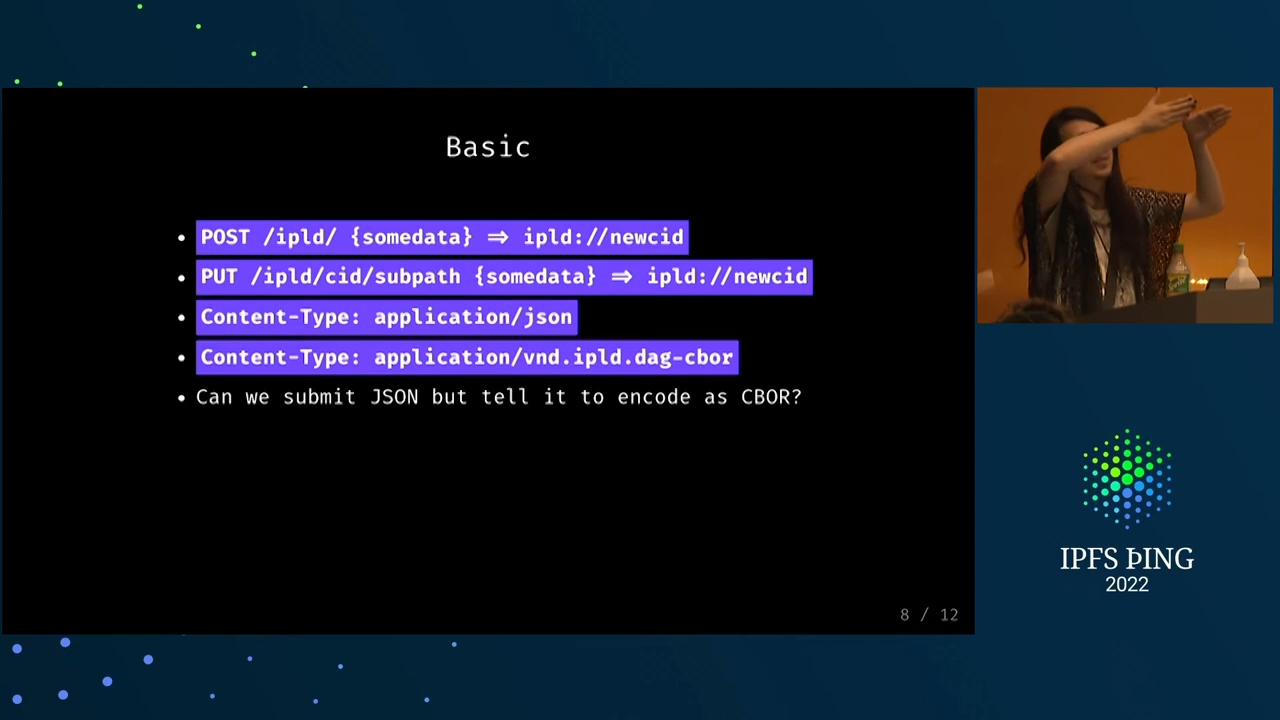 Basic
• POST /ipld/ {somedata} ⇒ ipld://newcid
• PUT /ipld/cid/subpath {somedata} ⇒ ipld://newcid
• Content-Type: application/json
• Content-Type: application/vnd.ipld.dag-cbor
• Can we submit JSON but tell it to encode as CBOR?
8 / 12
IPFS ÞING
2022